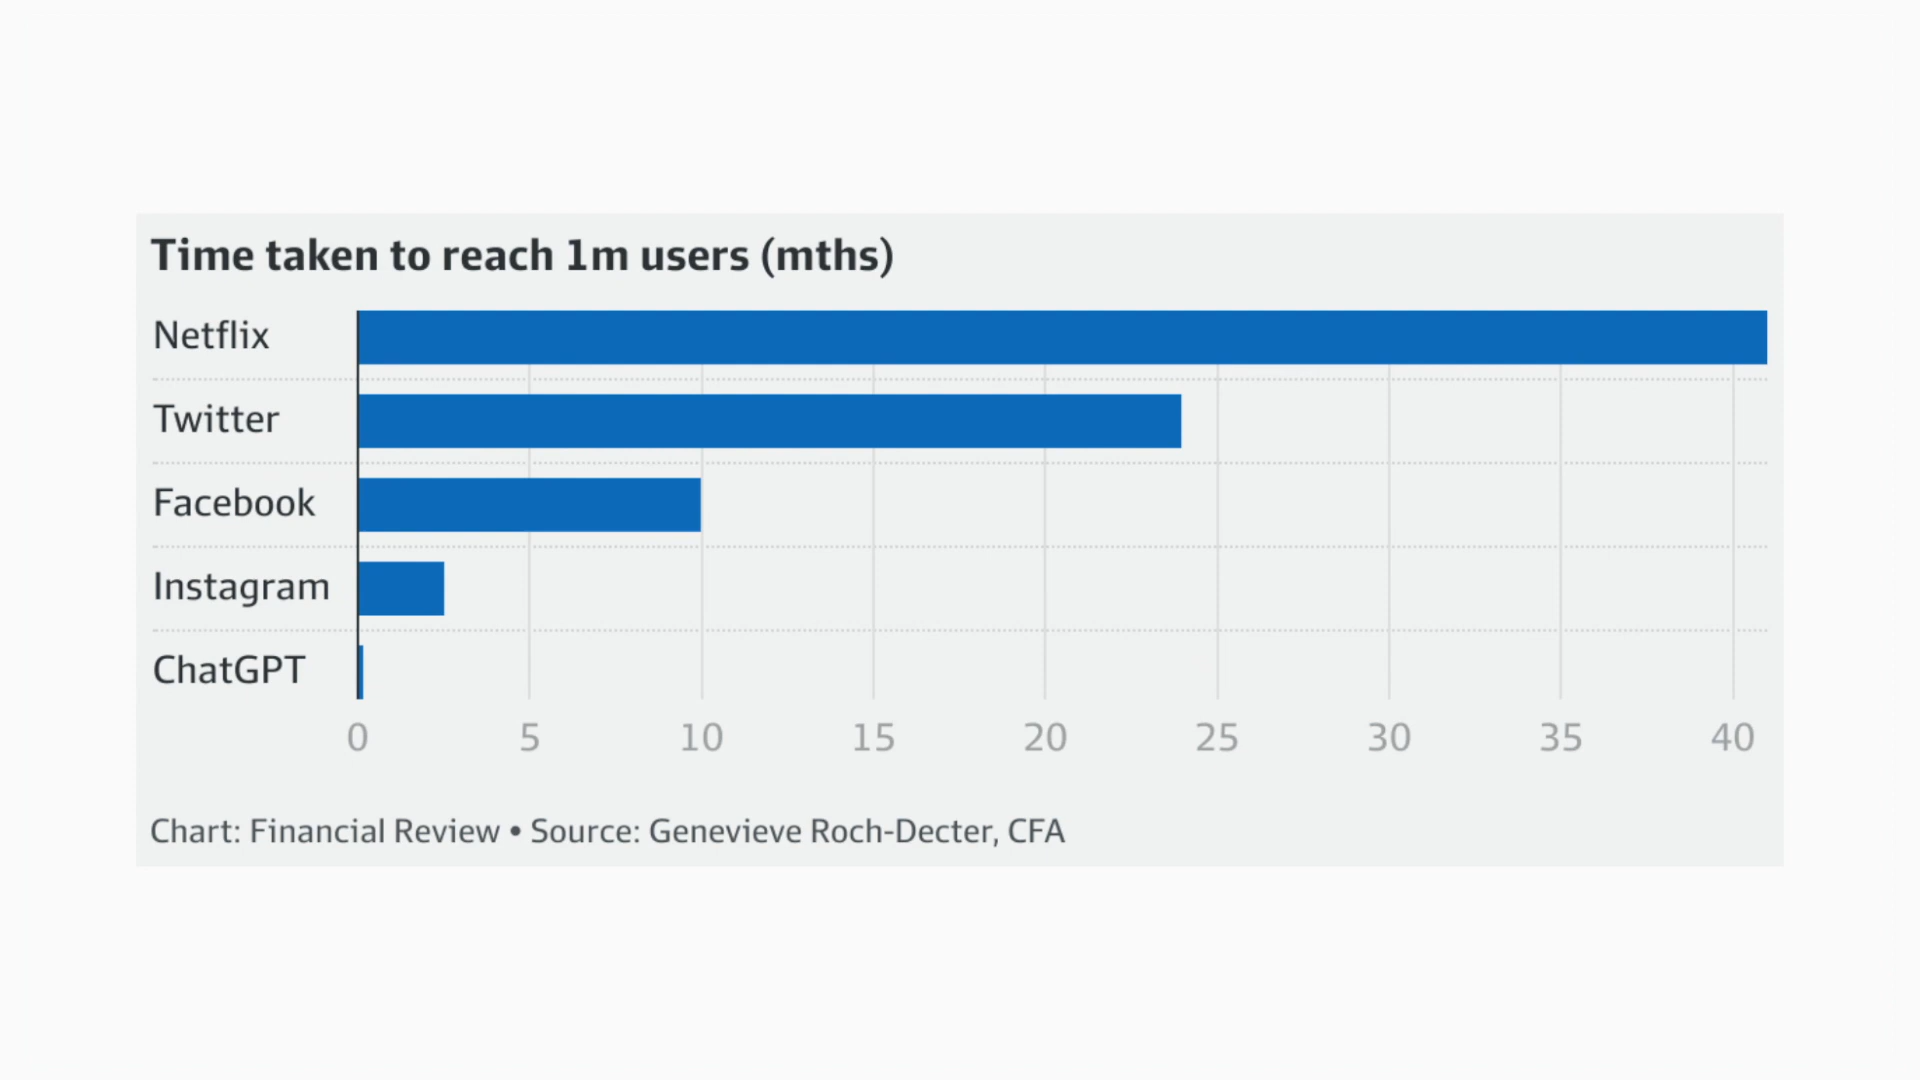 Time taken to reach 1m users (mths)
Netflix
Twitter
Facebook
Instagram
ChatGPT
0 5 10 15 20 25 30 35 40
Chart: Financial Review • Source: Genevieve Roch-Decter, CFA